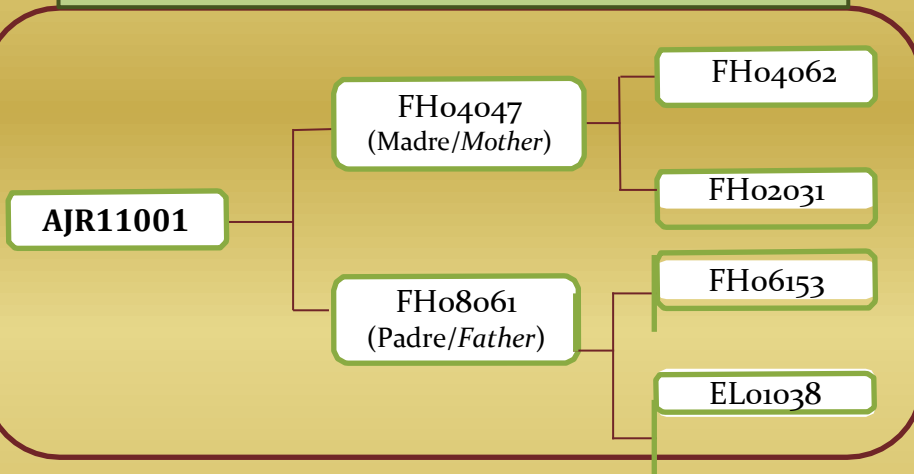 FH04062
FH04047
(Madre/Mother)
FH02031
AJR11001
FH06153
FH08061
(Padre/Father)
EL01038